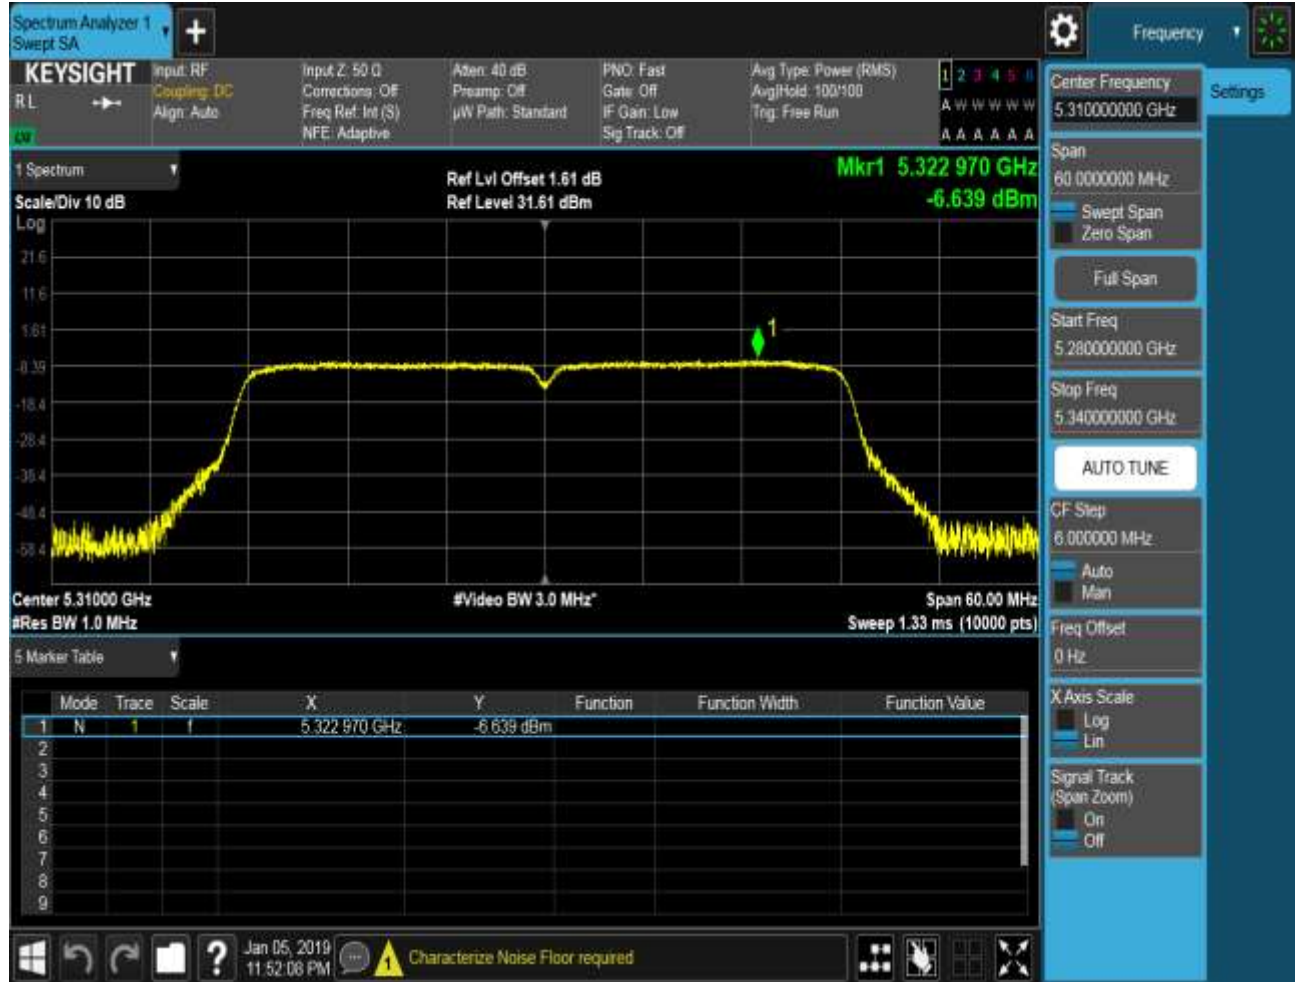 Spectrum Analyzer 1
Swept SA
Frequency
KEYSIGHT
R L
Input: RF
Coupling: DC
Align: Auto
Input Z: 50 Ω
Corrections: Off
Freq Ref: Int (S)
NFE: Adaptive
Atten: 40 dB
Preamp: Off
µW Path: Standard
PNO: Fast
Gate: Off
IF Gain: Low
Sig Track: Off
Avg Type: Power (RMS)
Avg|Hold: 100/100
Trig: Free Run
1 2 3 4 5 6
A W W W W W
A A A A A A
1 Spectrum
Scale/Div 10 dB
Log
Ref Lvl Offset 1.61 dB
Ref Level 31.61 dBm
Mkr1 5.322 970 GHz
-6.639 dBm
21.6
11.6
1.61
-8.39
-18.4
-28.4
-38.4
-48.4
-58.4
1
Center 5.31000 GHz
#Res BW 1.0 MHz
#Video BW 3.0 MHz*
Span 60.00 MHz
Sweep 1.33 ms (10000 pts)
5 Marker Table
Mode Trace Scale X Y Function Function Width Function Value
1 N 1 f 5.322 970 GHz -6.639 dBm
2
3
4
5
6
7
8
9
Jan 05, 2019
11:52:08 PM
1
Characterize Noise Floor required
Center Frequency
5.310000000 GHz
Settings
Span
60.0000000 MHz
Swept Span
Zero Span
Full Span
Start Freq
5.280000000 GHz
Stop Freq
5.340000000 GHz
AUTO TUNE
CF Step
6.000000 MHz
Auto
Man
Freq Offset
0 Hz
X Axis Scale
Log
Lin
Signal Track
(Span Zoom)
On
Off